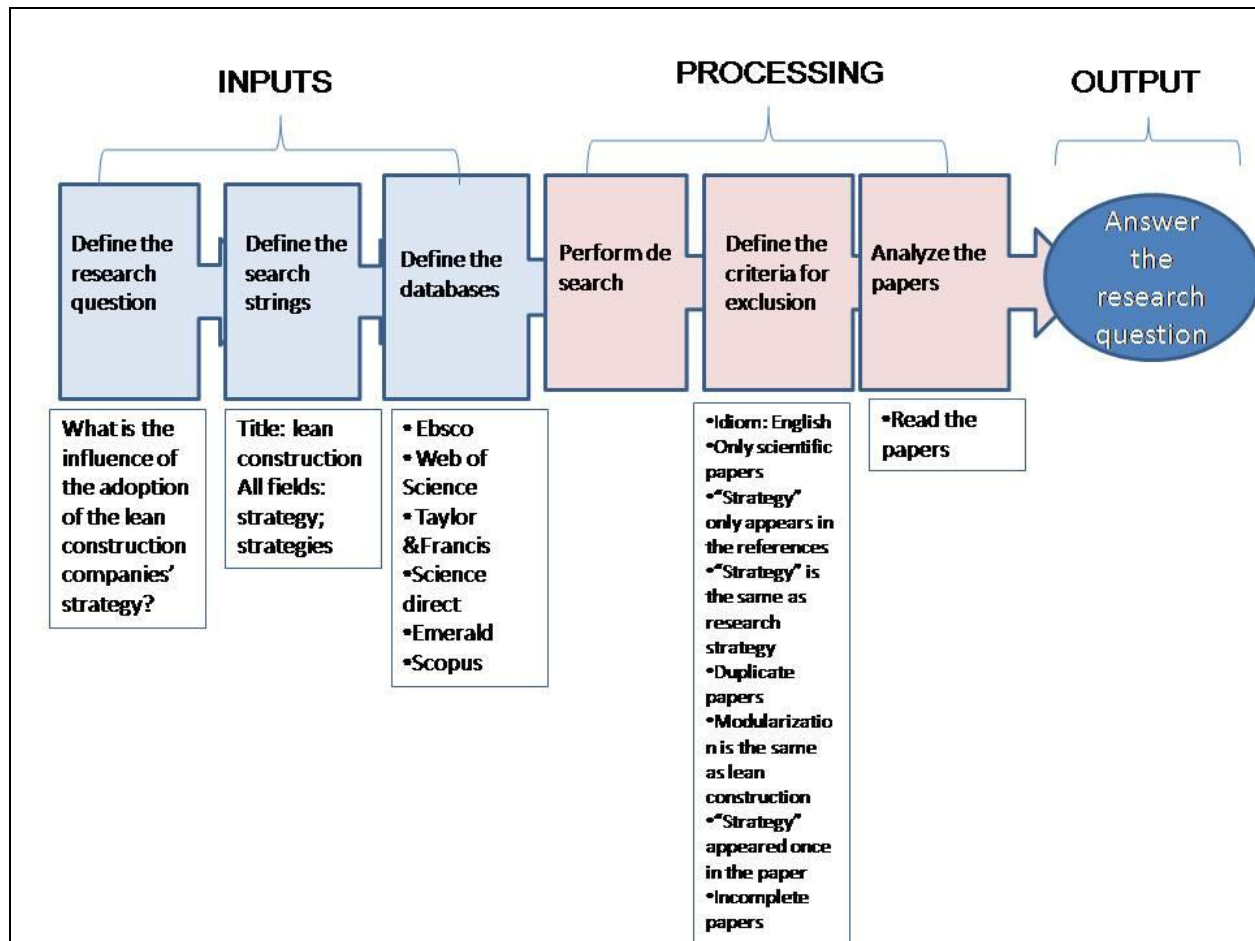 INPUTS
PROCESSING
OUTPUT
Define the
research
question
Define the
search
strings
Define the
databases
Perform de
search
Define the
criteria for
exclusion
Analyze the
papers
Answer
the
research
question
What is the
influence of
the adoption
of the lean
construction
companies’
strategy?
Title: lean
construction
All fields:
strategy;
strategies
• Ebsco
• Web of
Science
•Taylor
&Francis
•Science
direct
•Emerald
•Scopus
•Idiom: English
•Only scientific
papers
•“Strategy”
only appears in
the references
•“Strategy” is
the same as
research
strategy
•Duplicate
papers
•Modularizatio
n is the same
as lean
construction
•“Strategy”
appeared once
in the paper
•Incomplete
papers
•Read the
papers